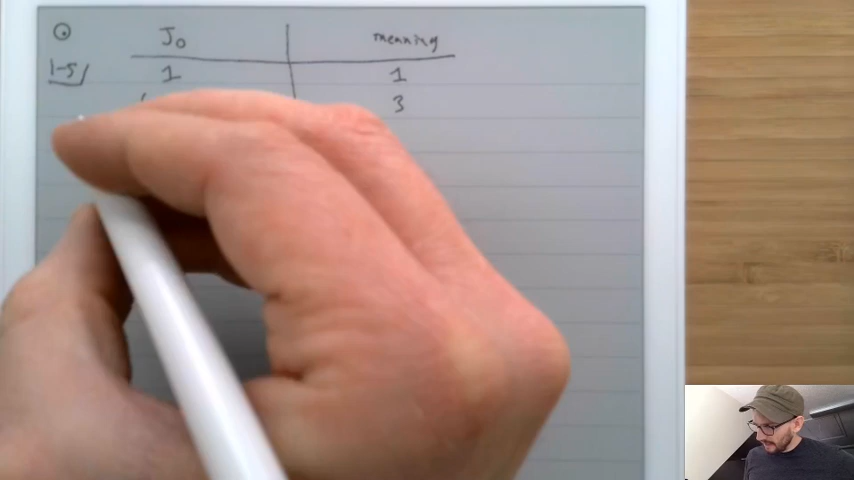 ⊙ J₀ meaning
1-5/ 1 1
3